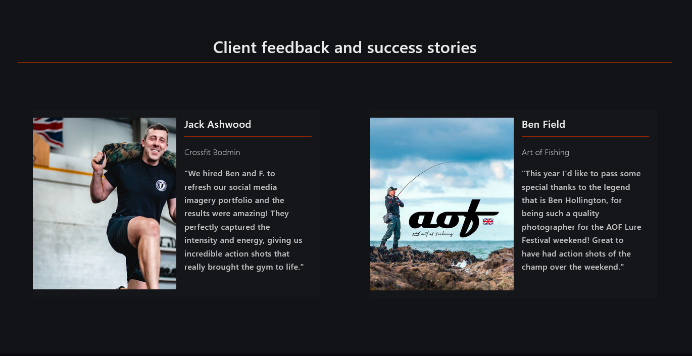 Client feedback and success stories
Jack Ashwood
Crossfit Bodmin
"We hired Ben and F. to
refresh our social media
imagery portfolio and the
results were amazing! They
perfectly captured the
intensity and energy, giving us
incredible action shots that
really brought the gym to life."
Ben Field
Art of Fishing
"This year I'd like to pass some
special thanks to the legend
that is Ben Hollington, for
being such a quality
photographer for the AOF Lure
Festival weekend! Great to
have had action shots of the
champ over the weekend."
aof